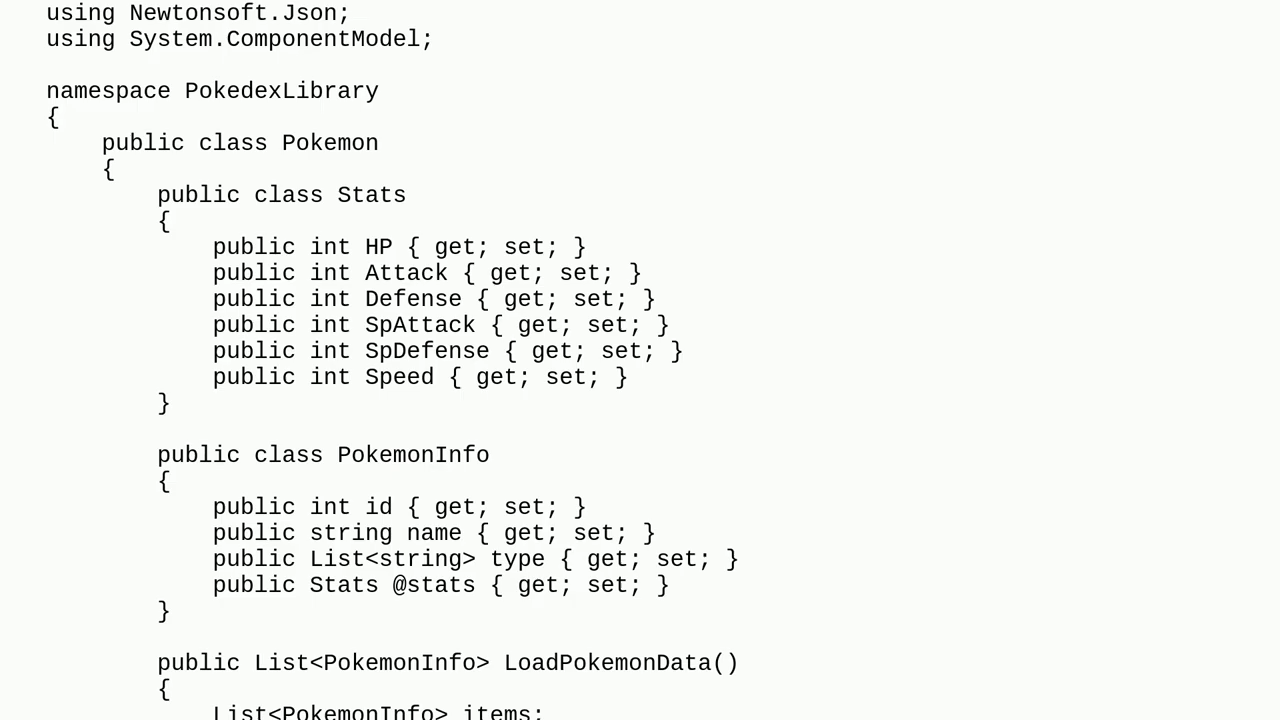 using Newtonsoft.Json;
using System.ComponentModel;
namespace PokedexLibrary
{
    public class Pokemon
    {
        public class Stats
        {
            public int HP { get; set; }
            public int Attack { get; set; }
            public int Defense { get; set; }
            public int SpAttack { get; set; }
            public int SpDefense { get; set; }
            public int Speed { get; set; }
        }
        public class PokemonInfo
        {
            public int id { get; set; }
            public string name { get; set; }
            public List<string> type { get; set; }
            public Stats @stats { get; set; }
        }
        public List<PokemonInfo> LoadPokemonData()
        {
            List<PokemonInfo> items;